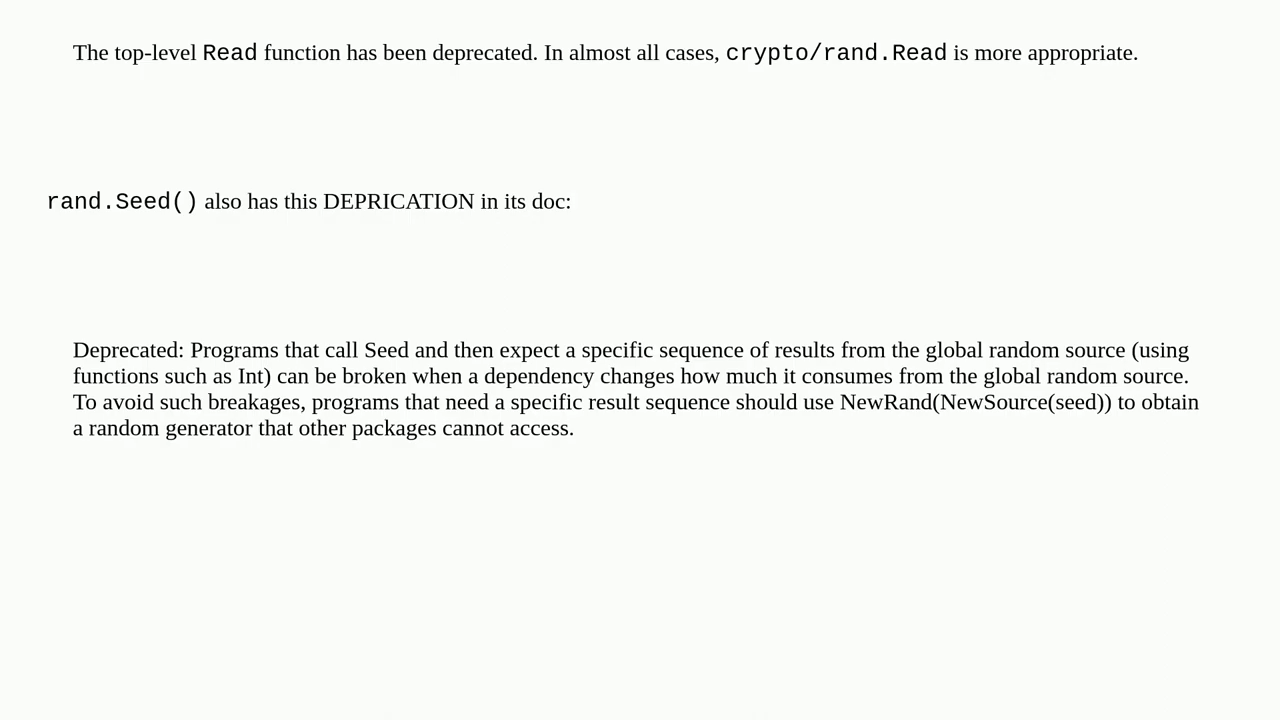 The top-level Read function has been deprecated. In almost all cases, crypto/rand.Read is more appropriate.
rand.Seed() also has this DEPRICATION in its doc:
Deprecated: Programs that call Seed and then expect a specific sequence of results from the global random source (using
functions such as Int) can be broken when a dependency changes how much it consumes from the global random source.
To avoid such breakages, programs that need a specific result sequence should use NewRand(NewSource(seed)) to obtain
a random generator that other packages cannot access.